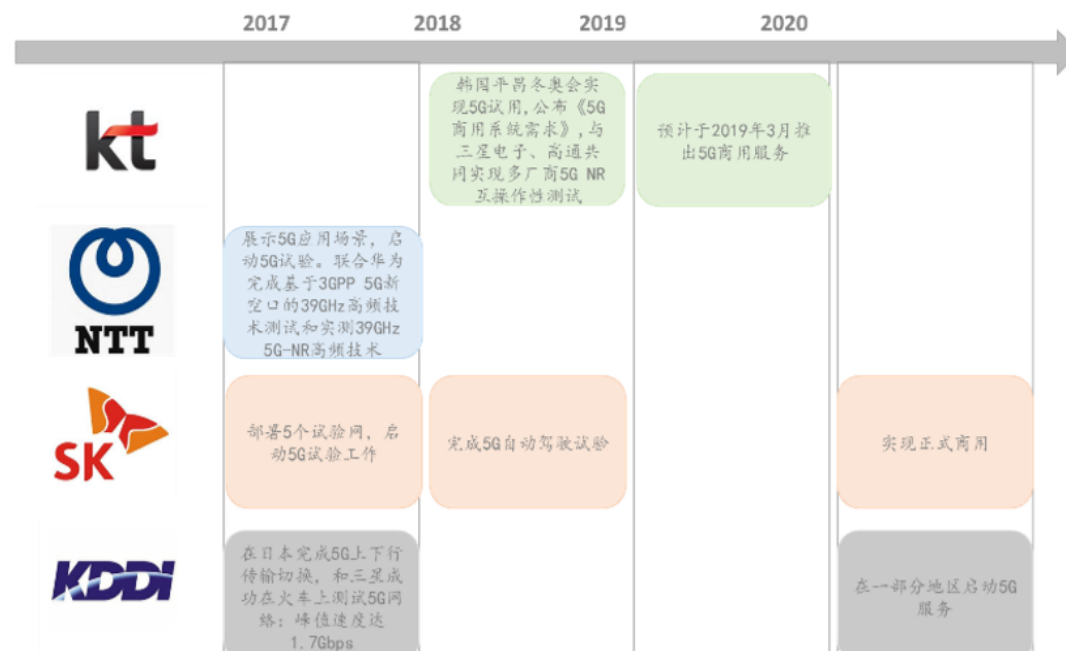 2017 2018 2019 2020
kt
韩国平昌冬奥会实
现5G试用,公布《5G
商用系统需求》,与
三星电子、高通共
同实现多厂商5G NR
互操作性测试
预计于2019年3月推
出5G商用服务
NTT
展示5G应用场景，启
动5G试验。联合华为
完成基于3GPP 5G新
空口的39GHz高频技
术测试和实测39GHz
5G-NR高频技术
SK
部署5个试验网，启
动5G试验工作
完成5G自动驾驶试验
实现正式商用
KDDI
在日本完成5G上下行
传输切换，和三星成
功在火车上测试5G网
络；峰值速度达
1.7Gbps
在一部分地区启动5G
服务